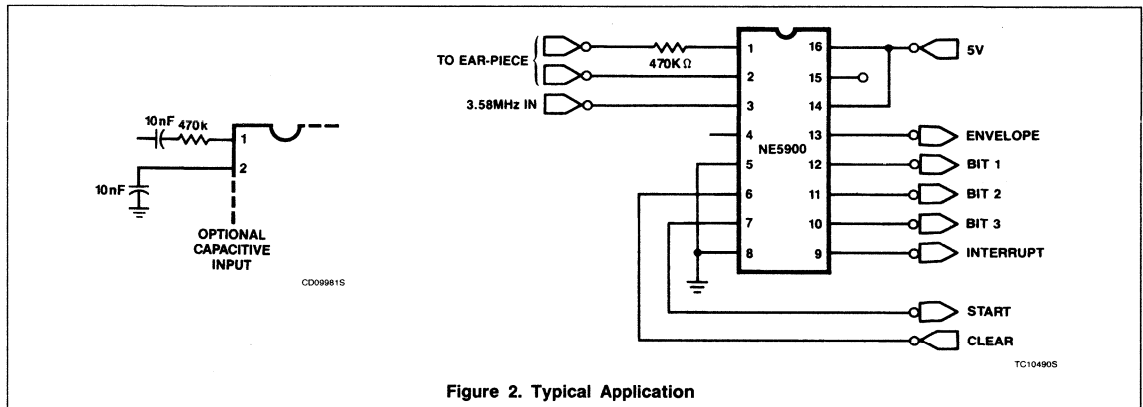 10nF 470k
1
2
10nF
OPTIONAL
CAPACITIVE
INPUT
CD09981S
TO EAR-PIECE
470KΩ
3.58MHz IN
1
2
3
4
5
6
7
8
NE5900
16
15
14
13
12
11
10
9
5V
ENVELOPE
BIT 1
BIT 2
BIT 3
INTERRUPT
START
CLEAR
TC10490S
Figure 2. Typical Application